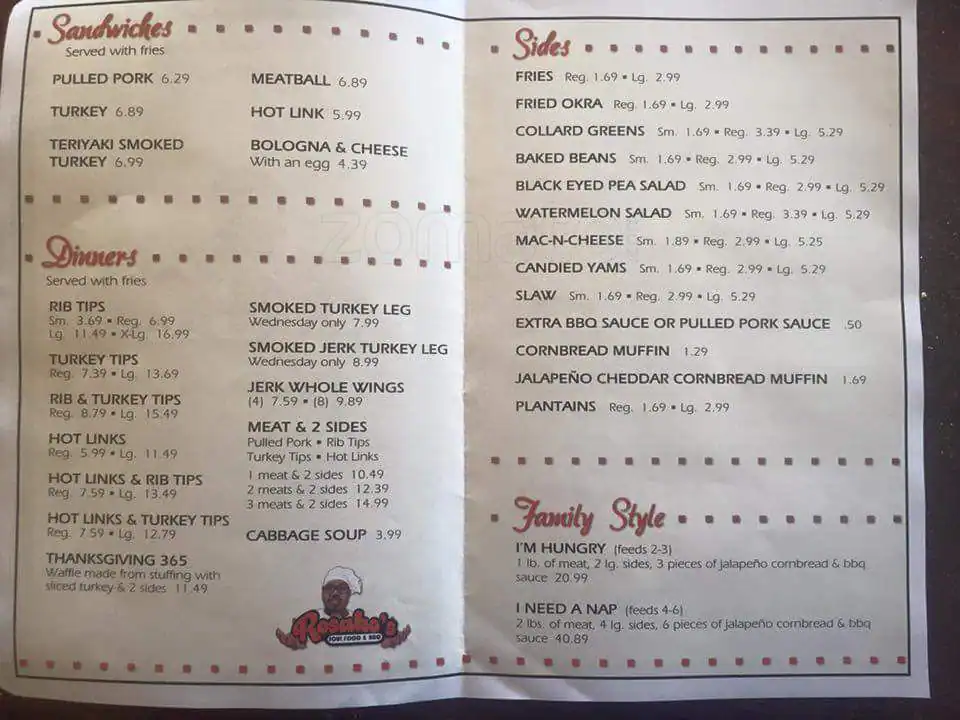 Sandwiches
Served with fries
PULLED PORK 6.29
TURKEY 6.89
TERIYAKI SMOKED
TURKEY 6.99
MEATBALL 6.89
HOT LINK 5.99
BOLOGNA & CHEESE
With an egg 4.39
Dinners
Served with fries
RIB TIPS
Sm. 3.69 • Reg. 6.99
Lg. 11.49 • X-Lg. 16.99
TURKEY TIPS
Reg. 7.39 • Lg. 13.69
RIB & TURKEY TIPS
Reg. 8.79 • Lg. 15.49
HOT LINKS
Reg. 5.99 • Lg. 11.49
HOT LINKS & RIB TIPS
Reg. 7.59 • Lg. 13.49
HOT LINKS & TURKEY TIPS
Reg. 7.59 • Lg. 12.79
THANKSGIVING 365
Waffle made from stuffing with
sliced turkey & 2 sides 11.49
SMOKED TURKEY LEG
Wednesday only 7.99
SMOKED JERK TURKEY LEG
Wednesday only 8.99
JERK WHOLE WINGS
(4) 7.59 • (8) 9.89
MEAT & 2 SIDES
Pulled Pork • Rib Tips
Turkey Tips • Hot Links
1 meat & 2 sides 10.49
2 meats & 2 sides 12.39
3 meats & 2 sides 14.99
CABBAGE SOUP 3.99
Rosako's
SOUL FOOD & BBQ
Sides
FRIES Reg. 1.69 • Lg. 2.99
FRIED OKRA Reg. 1.69 • Lg. 2.99
COLLARD GREENS Sm. 1.69 • Reg. 3.39 • Lg. 5.29
BAKED BEANS Sm. 1.69 • Reg. 2.99 • Lg. 5.29
BLACK EYED PEA SALAD Sm. 1.69 • Reg. 2.99 • Lg. 5.29
WATERMELON SALAD Sm. 1.69 • Reg. 3.39 • Lg. 5.29
MAC-N-CHEESE Sm. 1.89 • Reg. 2.99 • Lg. 5.25
CANDIED YAMS Sm. 1.69 • Reg. 2.99 • Lg. 5.29
SLAW Sm. 1.69 • Reg. 2.99 • Lg. 5.29
EXTRA BBQ SAUCE OR PULLED PORK SAUCE .50
CORNBREAD MUFFIN 1.29
JALAPEÑO CHEDDAR CORNBREAD MUFFIN 1.69
PLANTAINS Reg. 1.69 • Lg. 2.99
Family Style
I'M HUNGRY (feeds 2-3)
1 lb. of meat, 2 lg. sides, 3 pieces of jalapeño cornbread & bbq
sauce 20.99
I NEED A NAP (feeds 4-6)
2 lbs. of meat, 4 lg. sides, 6 pieces of jalapeño cornbread & bbq
sauce 40.89